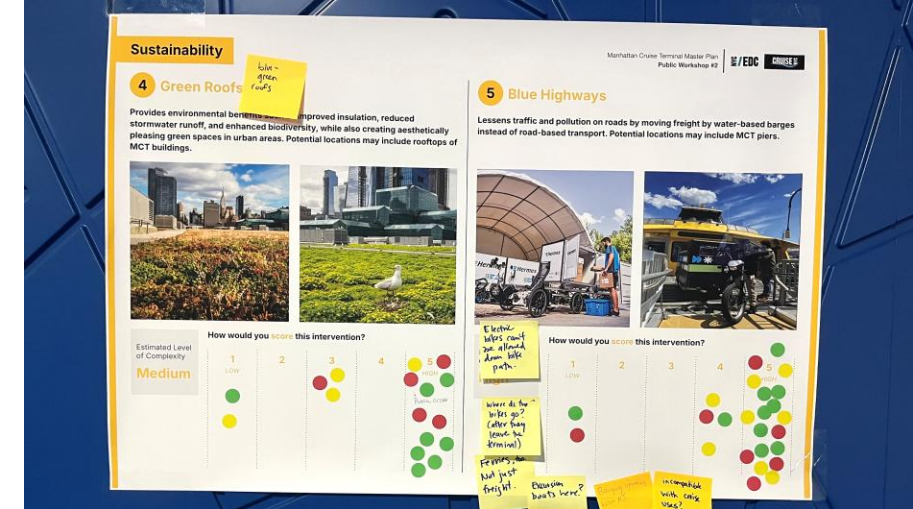 Sustainability
Manhattan Cruise Terminal Master Plan
Public Workshop #2
EDC
CRUISE
4 Green Roofs
blue-
green
roofs
Provides environmental improved insulation, reduced
stormwater runoff, and enhanced biodiversity, while also creating aesthetically
pleasing green spaces in urban areas. Potential locations may include rooftops of
MCT buildings.
5 Blue Highways
Lessens traffic and pollution on roads by moving freight by water-based barges
instead of road-based transport. Potential locations may include MCT piers.
Hermes
Hermes
Estimated Level
of Complexity
Medium
How would you score this intervention?
1 2 3 4 5
LOW HIGH
Electric
bikes can't
be allowed
down bike
path.
How would you score this intervention?
1 2 3 4 5
LOW HIGH
where do the
bikes go?
(after they
leave the
terminal)
Ferries,
Not just
freight.
Excursion
boats here?
incompatible
with cruise
uses?